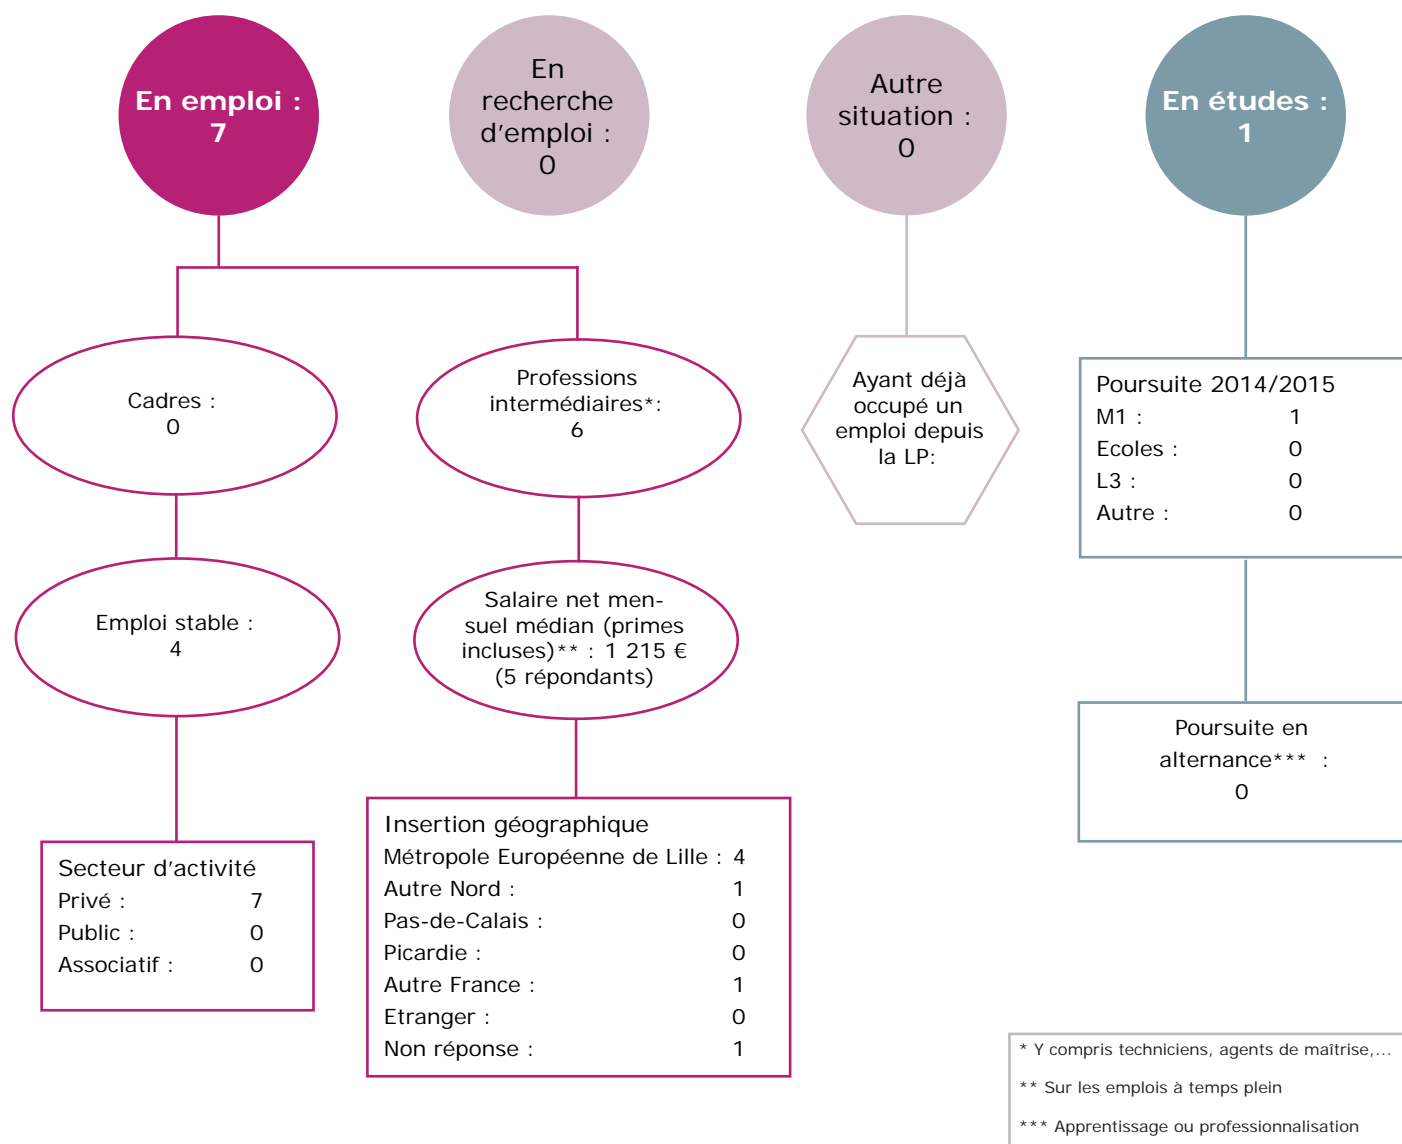 En emploi :
7
En
recherche
d'emploi :
0
Autre
situation :
0
En études :
1
Cadres :
0
Professions
intermédiaires*:
6
Ayant déjà
occupé un
emploi depuis
la LP:
Poursuite 2014/2015
M1 : 1
Ecoles : 0
L3 : 0
Autre : 0
Emploi stable :
4
Salaire net men-
suel médian (primes
incluses)** : 1 215 €
(5 répondants)
Poursuite en
alternance*** :
0
Secteur d'activité
Privé : 7
Public : 0
Associatif : 0
Insertion géographique
Métropole Européenne de Lille : 4
Autre Nord : 1
Pas-de-Calais : 0
Picardie : 0
Autre France : 1
Etranger : 0
Non réponse : 1
* Y compris techniciens, agents de maîtrise,...
** Sur les emplois à temps plein
*** Apprentissage ou professionnalisation